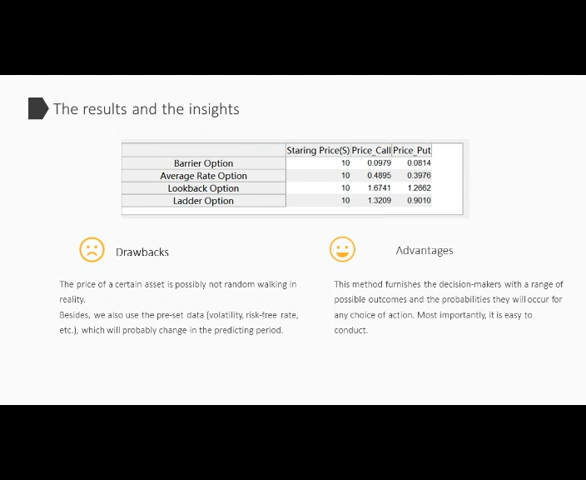 The results and the insights
Staring Price(S) Price_Call Price_Put
Barrier Option 10 0.0979 0.0814
Average Rate Option 10 0.4895 0.3976
Lookback Option 10 1.6741 1.2662
Ladder Option 10 1.3209 0.9010
Drawbacks
The price of a certain asset is possibly not random walking in
reality.
Besides, we also use the pre-set data (volatility, risk-free rate,
etc.), which will probably change in the predicting period.
Advantages
This method furnishes the decision-makers with a range of
possible outcomes and the probabilities they will occur for
any choice of action. Most importantly, it is easy to
conduct.